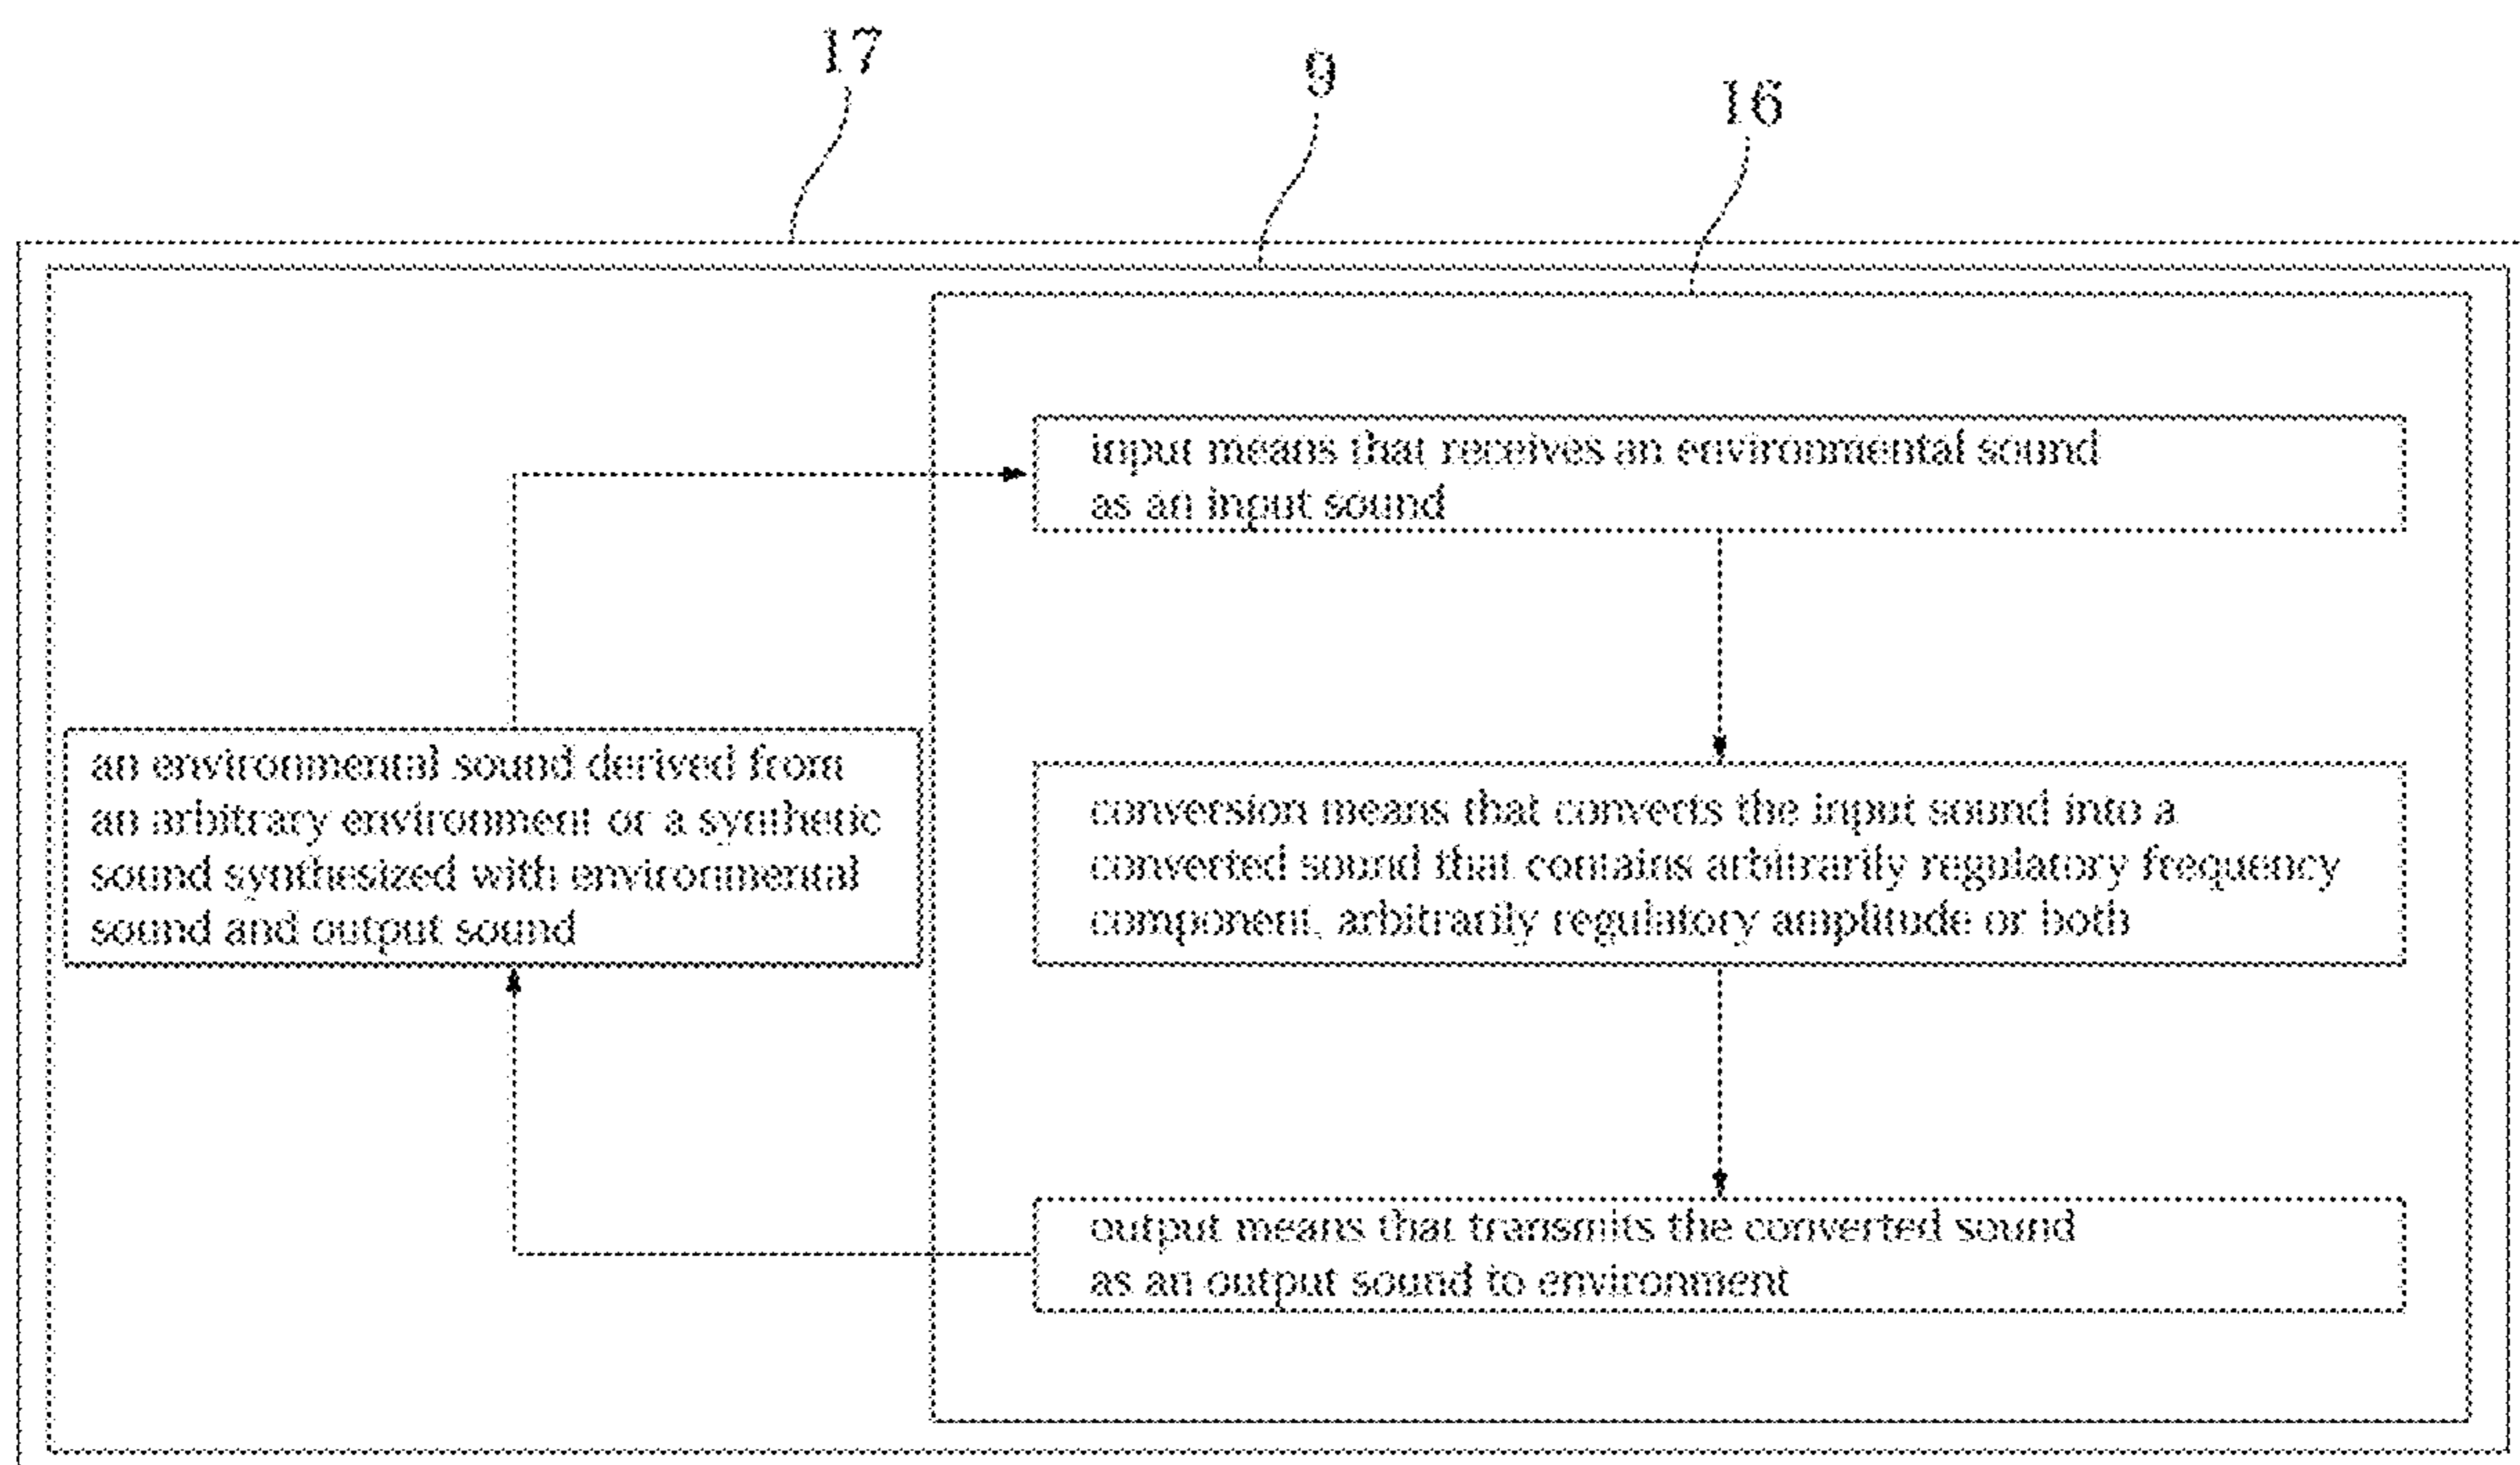 17
9
16
input means that receives an environmental sound
as an input sound
an environmental sound derived from
an arbitrary environment or a synthetic
sound synthesized with environmental
sound and output sound
conversion means that converts the input sound into a
converted sound that contains arbitrarily regulatory frequency
component, arbitrarily regulatory amplitude or both
output means that transmits the converted sound
as an output sound to environment